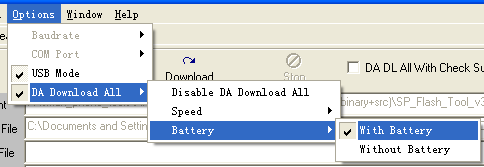 Options Window Help
Baudrate
COM Port
USB Mode
DA Download All
Download
Stop
DA DL All With Check Su
Disable DA Download All
Speed
Battery
With Battery
Without Battery
binary+src)\SP_Flash_Tool_v3
File C:\Documents and Settin
File